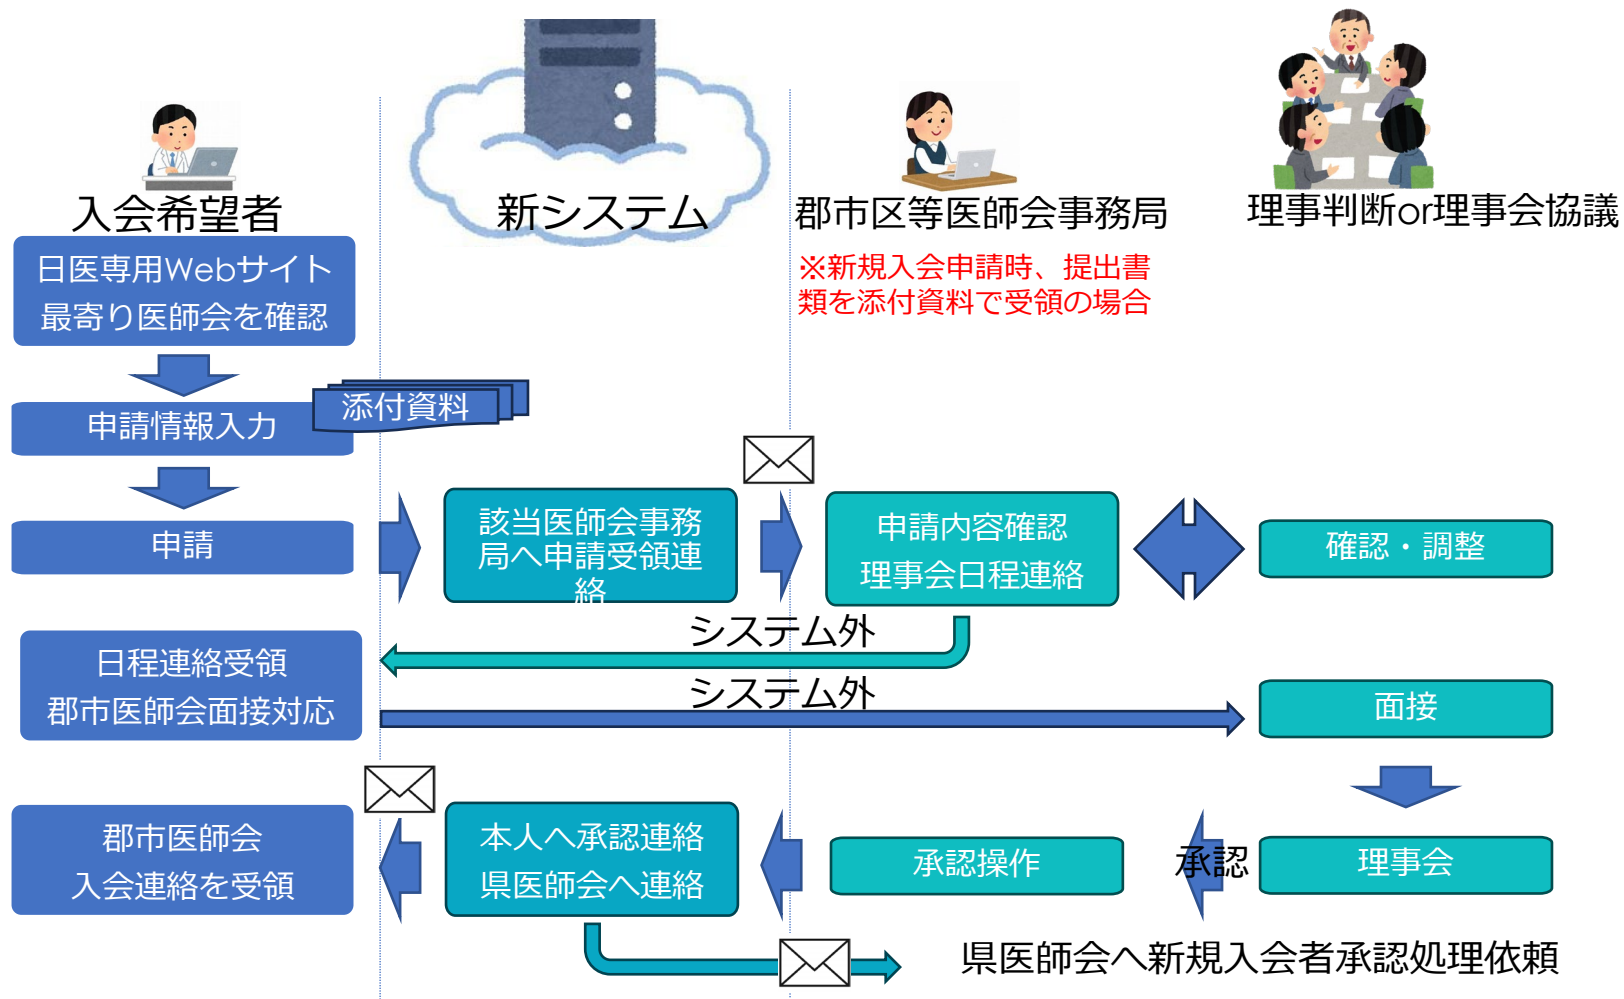 入会希望者
新システム
郡市区等医師会事務局
理事判断or理事会協議
※新規入会申請時、提出書
類を添付資料で受領の場合
日医専用Webサイト
最寄り医師会を確認
申請情報入力
添付資料
申請
該当医師会事務
局へ申請受領連
絡
申請内容確認
理事会日程連絡
確認・調整
システム外
日程連絡受領
郡市医師会面接対応
システム外
面接
郡市医師会
入会連絡を受領
本人へ承認連絡
県医師会へ連絡
承認操作
承認
理事会
県医師会へ新規入会者承認処理依頼